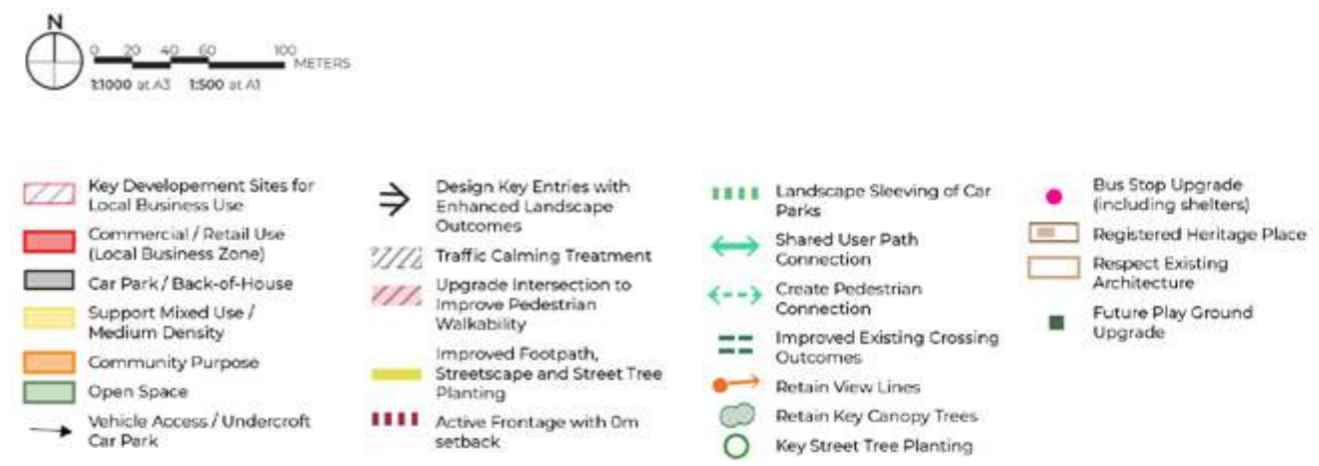 N
0 20 40 60 100
METERS
1:1000 at A3 1:500 at A1
Key Developement Sites for
Local Business Use
Commercial / Retail Use
(Local Business Zone)
Car Park / Back-of-House
Support Mixed Use /
Medium Density
Community Purpose
Open Space
Vehicle Access / Undercroft
Car Park
Design Key Entries with
Enhanced Landscape
Outcomes
Traffic Calming Treatment
Upgrade Intersection to
Improve Pedestrian
Walkability
Improved Footpath,
Streetscape and Street Tree
Planting
Active Frontage with 0m
setback
Landscape Sleeving of Car
Parks
Shared User Path
Connection
Create Pedestrian
Connection
Improved Existing Crossing
Outcomes
Retain View Lines
Retain Key Canopy Trees
Key Street Tree Planting
Bus Stop Upgrade
(including shelters)
Registered Heritage Place
Respect Existing
Architecture
Future Play Ground
Upgrade